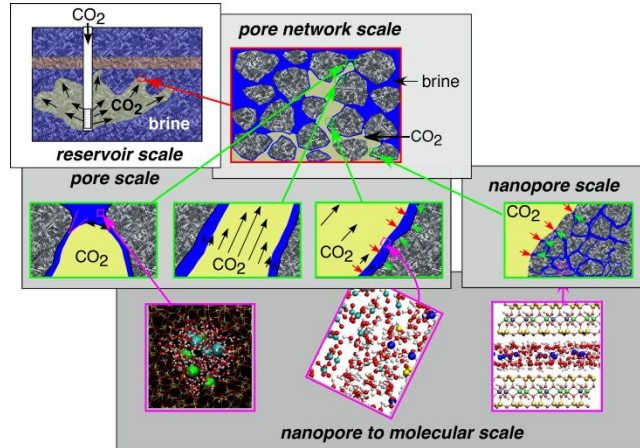 CO2
CO2
brine
reservoir scale
pore network scale
brine
CO2
pore scale
CO2
CO2
CO2
nanopore scale
CO2
nanopore to molecular scale